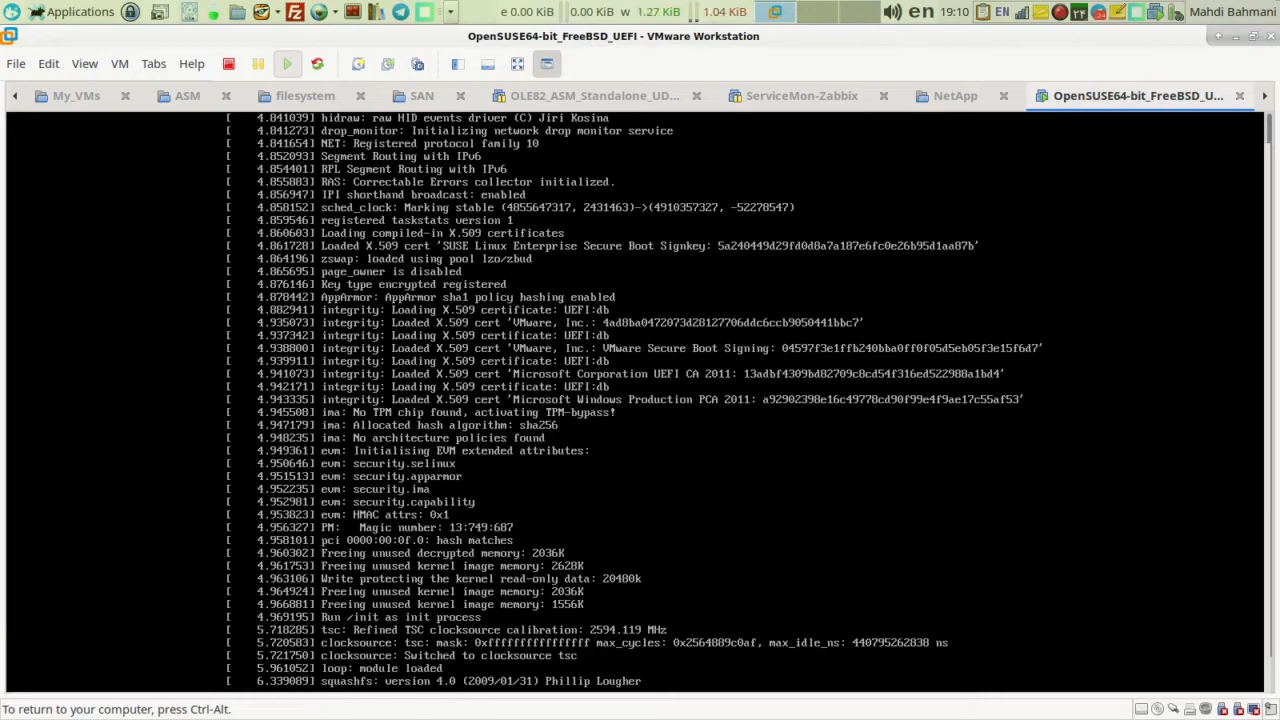 Applications
e 0.00 KiB
0.00 KiB w
1.27 KiB
1.04 KiB
en
19:10
EN
Mahdi Bahmani
OpenSUSE64-bit_FreeBSD_UEFI - VMware Workstation
File Edit View VM Tabs Help
My_VMs
ASM
filesystem
SAN
OLE82_ASM_Standalone_UD...
ServiceMon-Zabbix
NetApp
OpenSUSE64-bit_FreeBSD_U...
[    4.841039] hidraw: raw HID events driver (C) Jiri Kosina
[    4.841273] drop_monitor: Initializing network drop monitor service
[    4.841654] NET: Registered protocol family 10
[    4.852093] Segment Routing with IPv6
[    4.854401] RPL Segment Routing with IPv6
[    4.855883] RAS: Correctable Errors collector initialized.
[    4.856947] IPI shorthand broadcast: enabled
[    4.858152] sched_clock: Marking stable (4855647317, 2431463)->(4910357327, -52278547)
[    4.859546] registered taskstats version 1
[    4.860603] Loading compiled-in X.509 certificates
[    4.861728] Loaded X.509 cert 'SUSE Linux Enterprise Secure Boot Signkey: 5a240449d29fd0d8a7a187e6fc0e26b95d1aa87b'
[    4.864196] zswap: loaded using pool lzo/zbud
[    4.865695] page_owner is disabled
[    4.876146] Key type encrypted registered
[    4.878442] AppArmor: AppArmor sha1 policy hashing enabled
[    4.882941] integrity: Loading X.509 certificate: UEFI:db
[    4.935073] integrity: Loaded X.509 cert 'VMware, Inc.: 4ad8ba0472073d28127706ddc6ccb9050441bbc7'
[    4.937342] integrity: Loading X.509 certificate: UEFI:db
[    4.938800] integrity: Loaded X.509 cert 'VMware, Inc.: VMware Secure Boot Signing: 04597f3e1ffb240bba0ff0f05d5eb05f3e15f6d7'
[    4.939911] integrity: Loading X.509 certificate: UEFI:db
[    4.941073] integrity: Loaded X.509 cert 'Microsoft Corporation UEFI CA 2011: 13adbf4309bd82709c8cd54f316ed522988a1bd4'
[    4.942171] integrity: Loading X.509 certificate: UEFI:db
[    4.943335] integrity: Loaded X.509 cert 'Microsoft Windows Production PCA 2011: a92902398e16c49778cd90f99e4f9ae17c55af53'
[    4.945508] ima: No TPM chip found, activating TPM-bypass!
[    4.947179] ima: Allocated hash algorithm: sha256
[    4.948235] ima: No architecture policies found
[    4.949361] evm: Initialising EVM extended attributes:
[    4.950646] evm: security.selinux
[    4.951513] evm: security.apparmor
[    4.952235] evm: security.ima
[    4.952981] evm: security.capability
[    4.953823] evm: HMAC attrs: 0x1
[    4.956327] PM:   Magic number: 13:749:687
[    4.958101] pci 0000:00:0f.0: hash matches
[    4.960302] Freeing unused decrypted memory: 2036K
[    4.961753] Freeing unused kernel image memory: 2628K
[    4.963106] Write protecting the kernel read-only data: 20480k
[    4.964924] Freeing unused kernel image memory: 2036K
[    4.966881] Freeing unused kernel image memory: 1556K
[    4.969195] Run /init as init process
[    5.718285] tsc: Refined TSC clocksource calibration: 2594.119 MHz
[    5.720583] clocksource: tsc: mask: 0xffffffffffffffff max_cycles: 0x2564889c0af, max_idle_ns: 440795262838 ns
[    5.721750] clocksource: Switched to clocksource tsc
[    5.961052] loop: module loaded
[    6.339089] squashfs: version 4.0 (2009/01/31) Phillip Lougher
To return to your computer, press Ctrl-Alt.